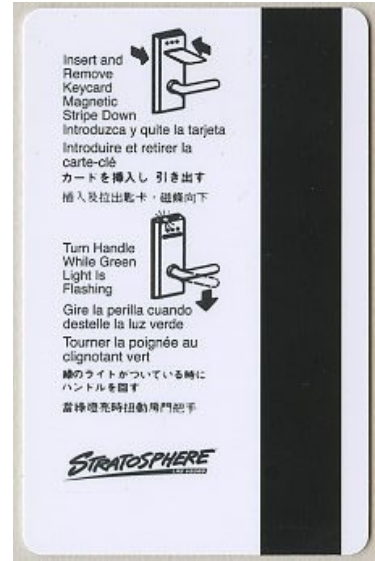 Insert and
Remove
Keycard
Magnetic
Stripe Down
Introduzca y quite la tarjeta
Introduire et retirer la
carte-clé
カードを挿入し 引き出す
插入及拉出匙卡，磁條向下
Turn Handle
While Green
Light Is
Flashing
Gire la perilla cuando
destelle la luz verde
Tourner la poignée au
clignotant vert
緑のライトがついている時に
ハンドルを回す
當綠燈亮時扭動房門把手
STRATOSPHERE
LAS VEGAS